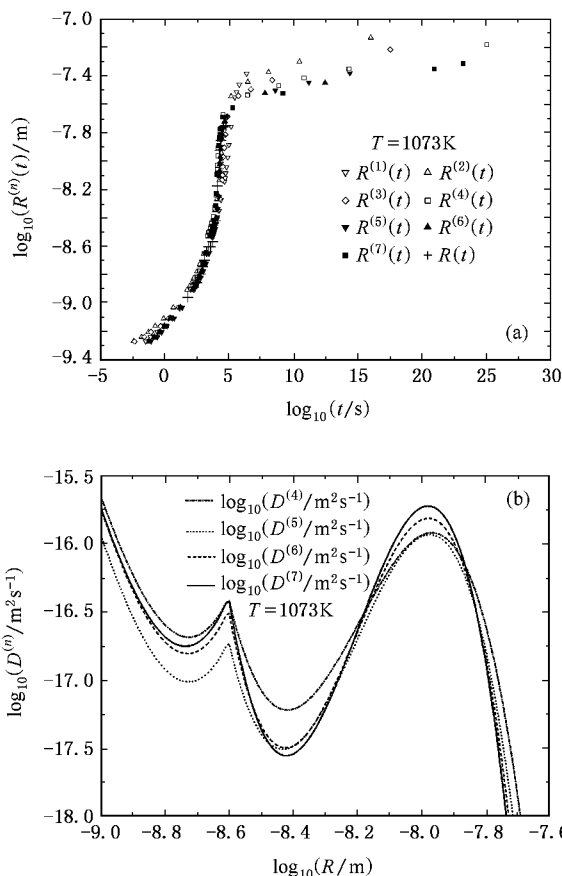 -7.0
-7.4
-7.8
-8.2
-8.6
-9.0
-9.4
log₁₀(R⁽ⁿ⁾(t)/m)
T=1073K
▽ R⁽¹⁾(t) △ R⁽²⁾(t)
◇ R⁽³⁾(t) □ R⁽⁴⁾(t)
▼ R⁽⁵⁾(t) ▲ R⁽⁶⁾(t)
■ R⁽⁷⁾(t) + R(t)
(a)
-5 0 5 10 15 20 25 30
log₁₀(t/s)
-15.5
-16.0
-16.5
-17.0
-17.5
-18.0
log₁₀(D⁽ⁿ⁾/m²s⁻¹)
(b)
log₁₀(D⁽⁴⁾/m²s⁻¹)
log₁₀(D⁽⁵⁾/m²s⁻¹)
log₁₀(D⁽⁶⁾/m²s⁻¹)
log₁₀(D⁽⁷⁾/m²s⁻¹)
T=1073K
-9.0 -8.8 -8.6 -8.4 -8.2 -8.0 -7.8 -7.6
log₁₀(R/m)